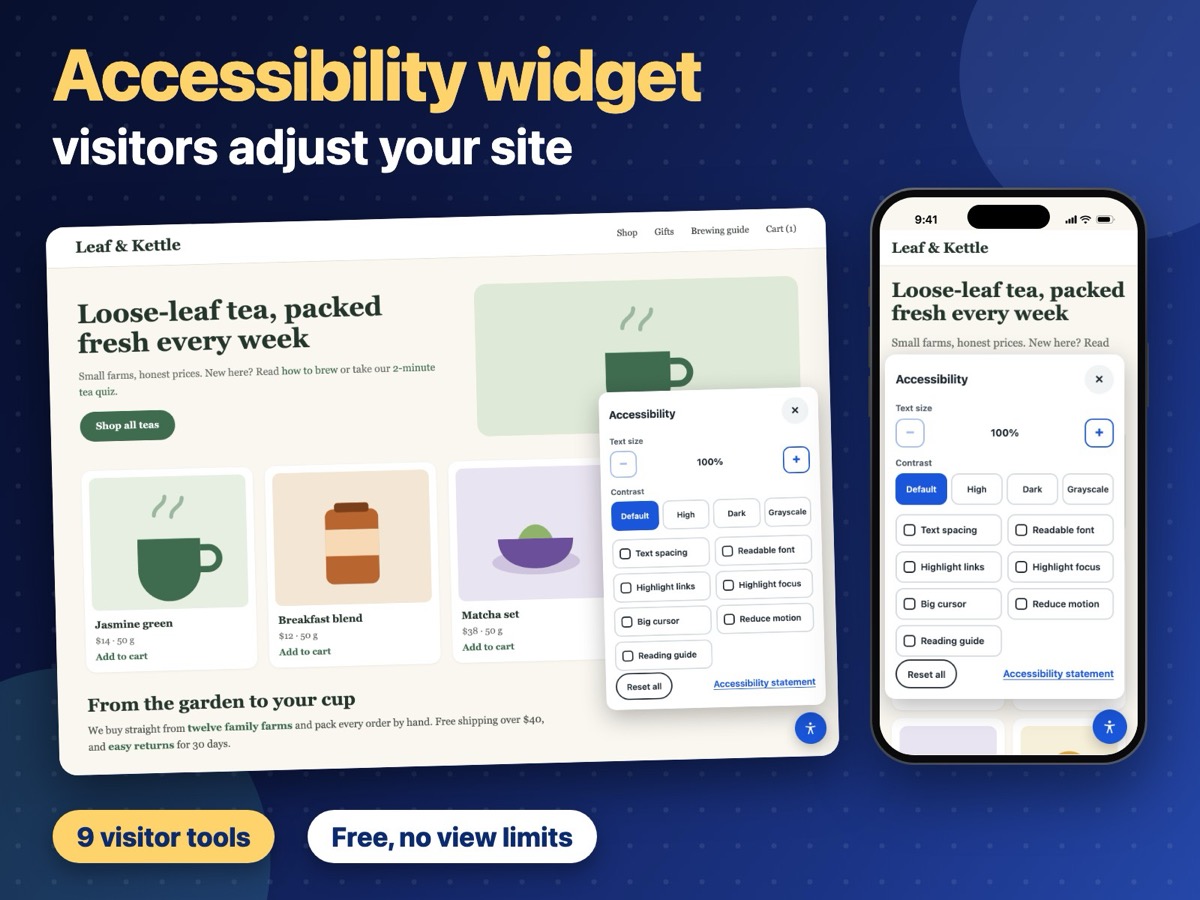 Accessibility widget
visitors adjust your site
Leaf & Kettle
Shop Gifts Brewing guide Cart (1)
Loose-leaf tea, packed
fresh every week
Small farms, honest prices. New here? Read how to brew or take our 2-minute
tea quiz.
Shop all teas
Jasmine green
$14 · 50 g
Add to cart
Breakfast blend
$12 · 50 g
Add to cart
Matcha set
$38 · 50 g
Add to cart
From the garden to your cup
We buy straight from twelve family farms and pack every order by hand. Free shipping over $40,
and easy returns for 30 days.
Accessibility
Text size
100%
Contrast
Default High Dark Grayscale
Text spacing Readable font
Highlight links Highlight focus
Big cursor Reduce motion
Reading guide
Reset all Accessibility statement
9:41
Leaf & Kettle
Loose-leaf tea, packed
fresh every week
Small farms, honest prices. New here? Read
Accessibility
Text size
100%
Contrast
Default High Dark Grayscale
Text spacing Readable font
Highlight links Highlight focus
Big cursor Reduce motion
Reading guide
Reset all Accessibility statement
9 visitor tools
Free, no view limits